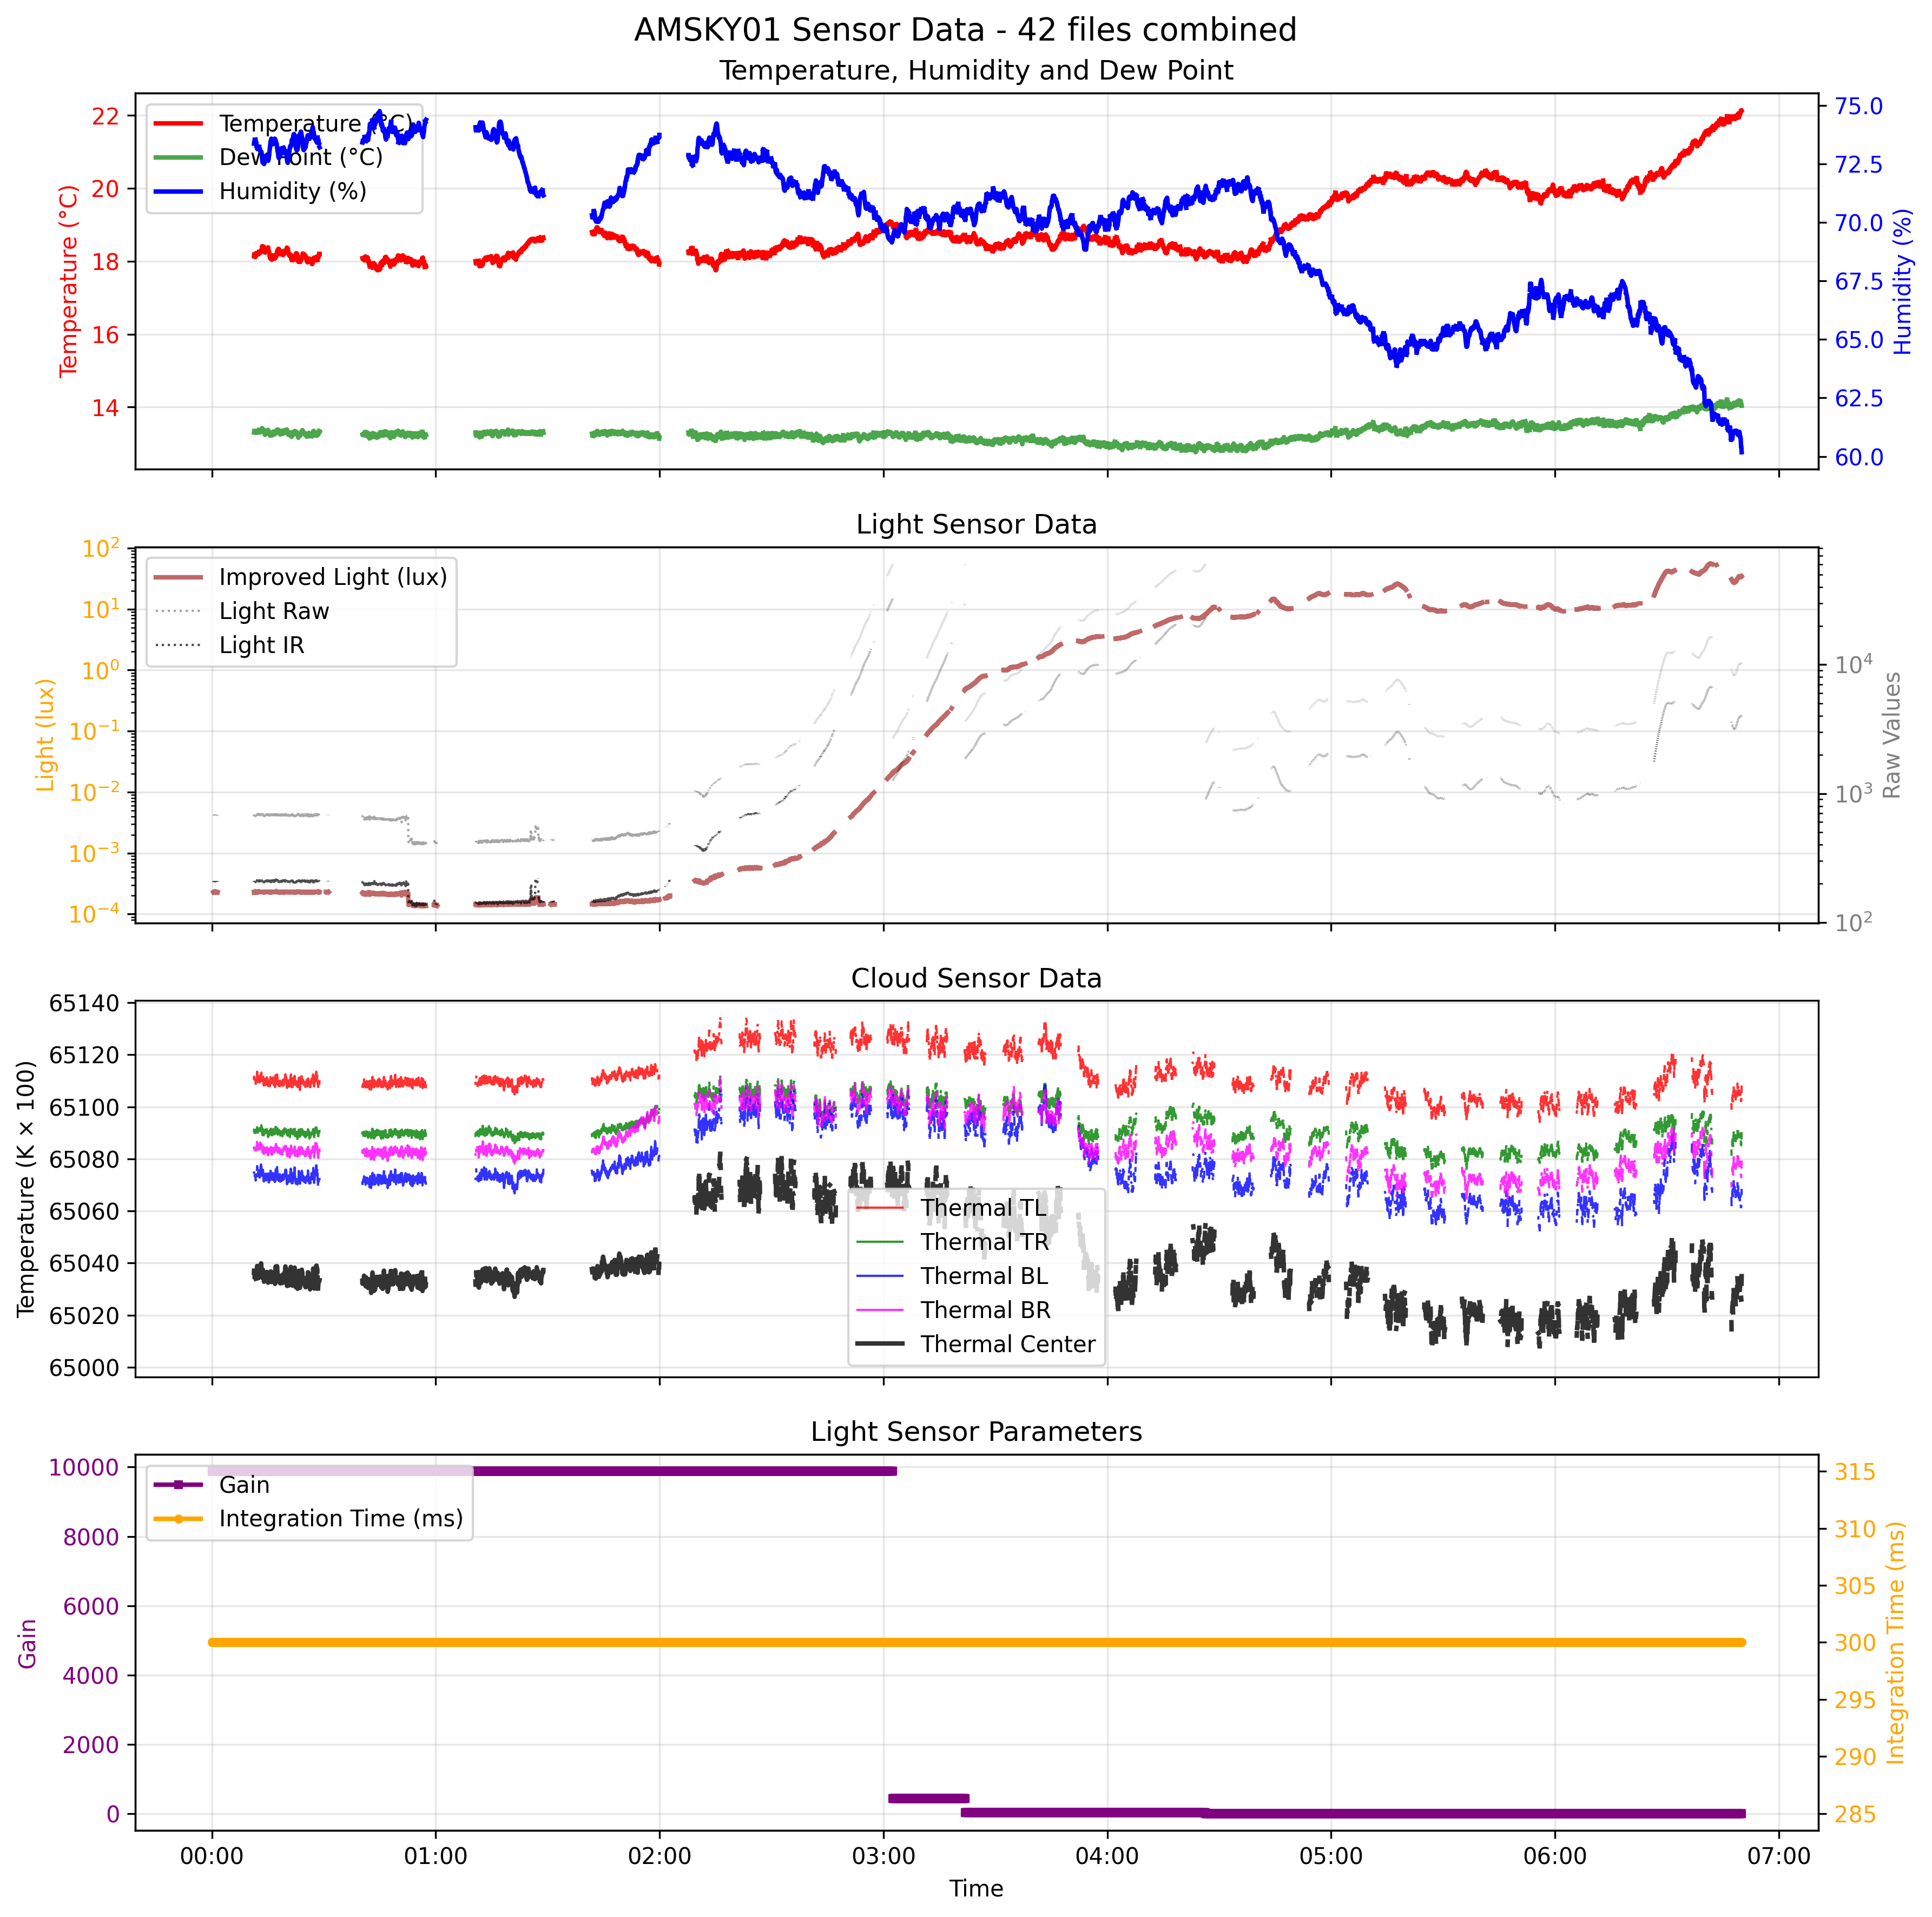 AMSKY01 Sensor Data - 42 files combined
Temperature, Humidity and Dew Point
Temperature (°C)
Dew Point (°C)
Humidity (%)
Temperature (°C)
22
20
18
16
14
75.0
72.5
70.0
67.5
65.0
62.5
60.0
Humidity (%)
Light Sensor Data
Improved Light (lux)
Light Raw
Light IR
Light (lux)
10²
10¹
10⁰
10⁻¹
10⁻²
10⁻³
10⁻⁴
10⁴
10³
10²
Raw Values
Cloud Sensor Data
Temperature (K × 100)
65140
65120
65100
65080
65060
65040
65020
65000
Thermal TL
Thermal TR
Thermal BL
Thermal BR
Thermal Center
Light Sensor Parameters
Gain
Integration Time (ms)
Gain
10000
8000
6000
4000
2000
0
315
310
305
300
295
290
285
Integration Time (ms)
00:00 01:00 02:00 03:00 04:00 05:00 06:00 07:00
Time